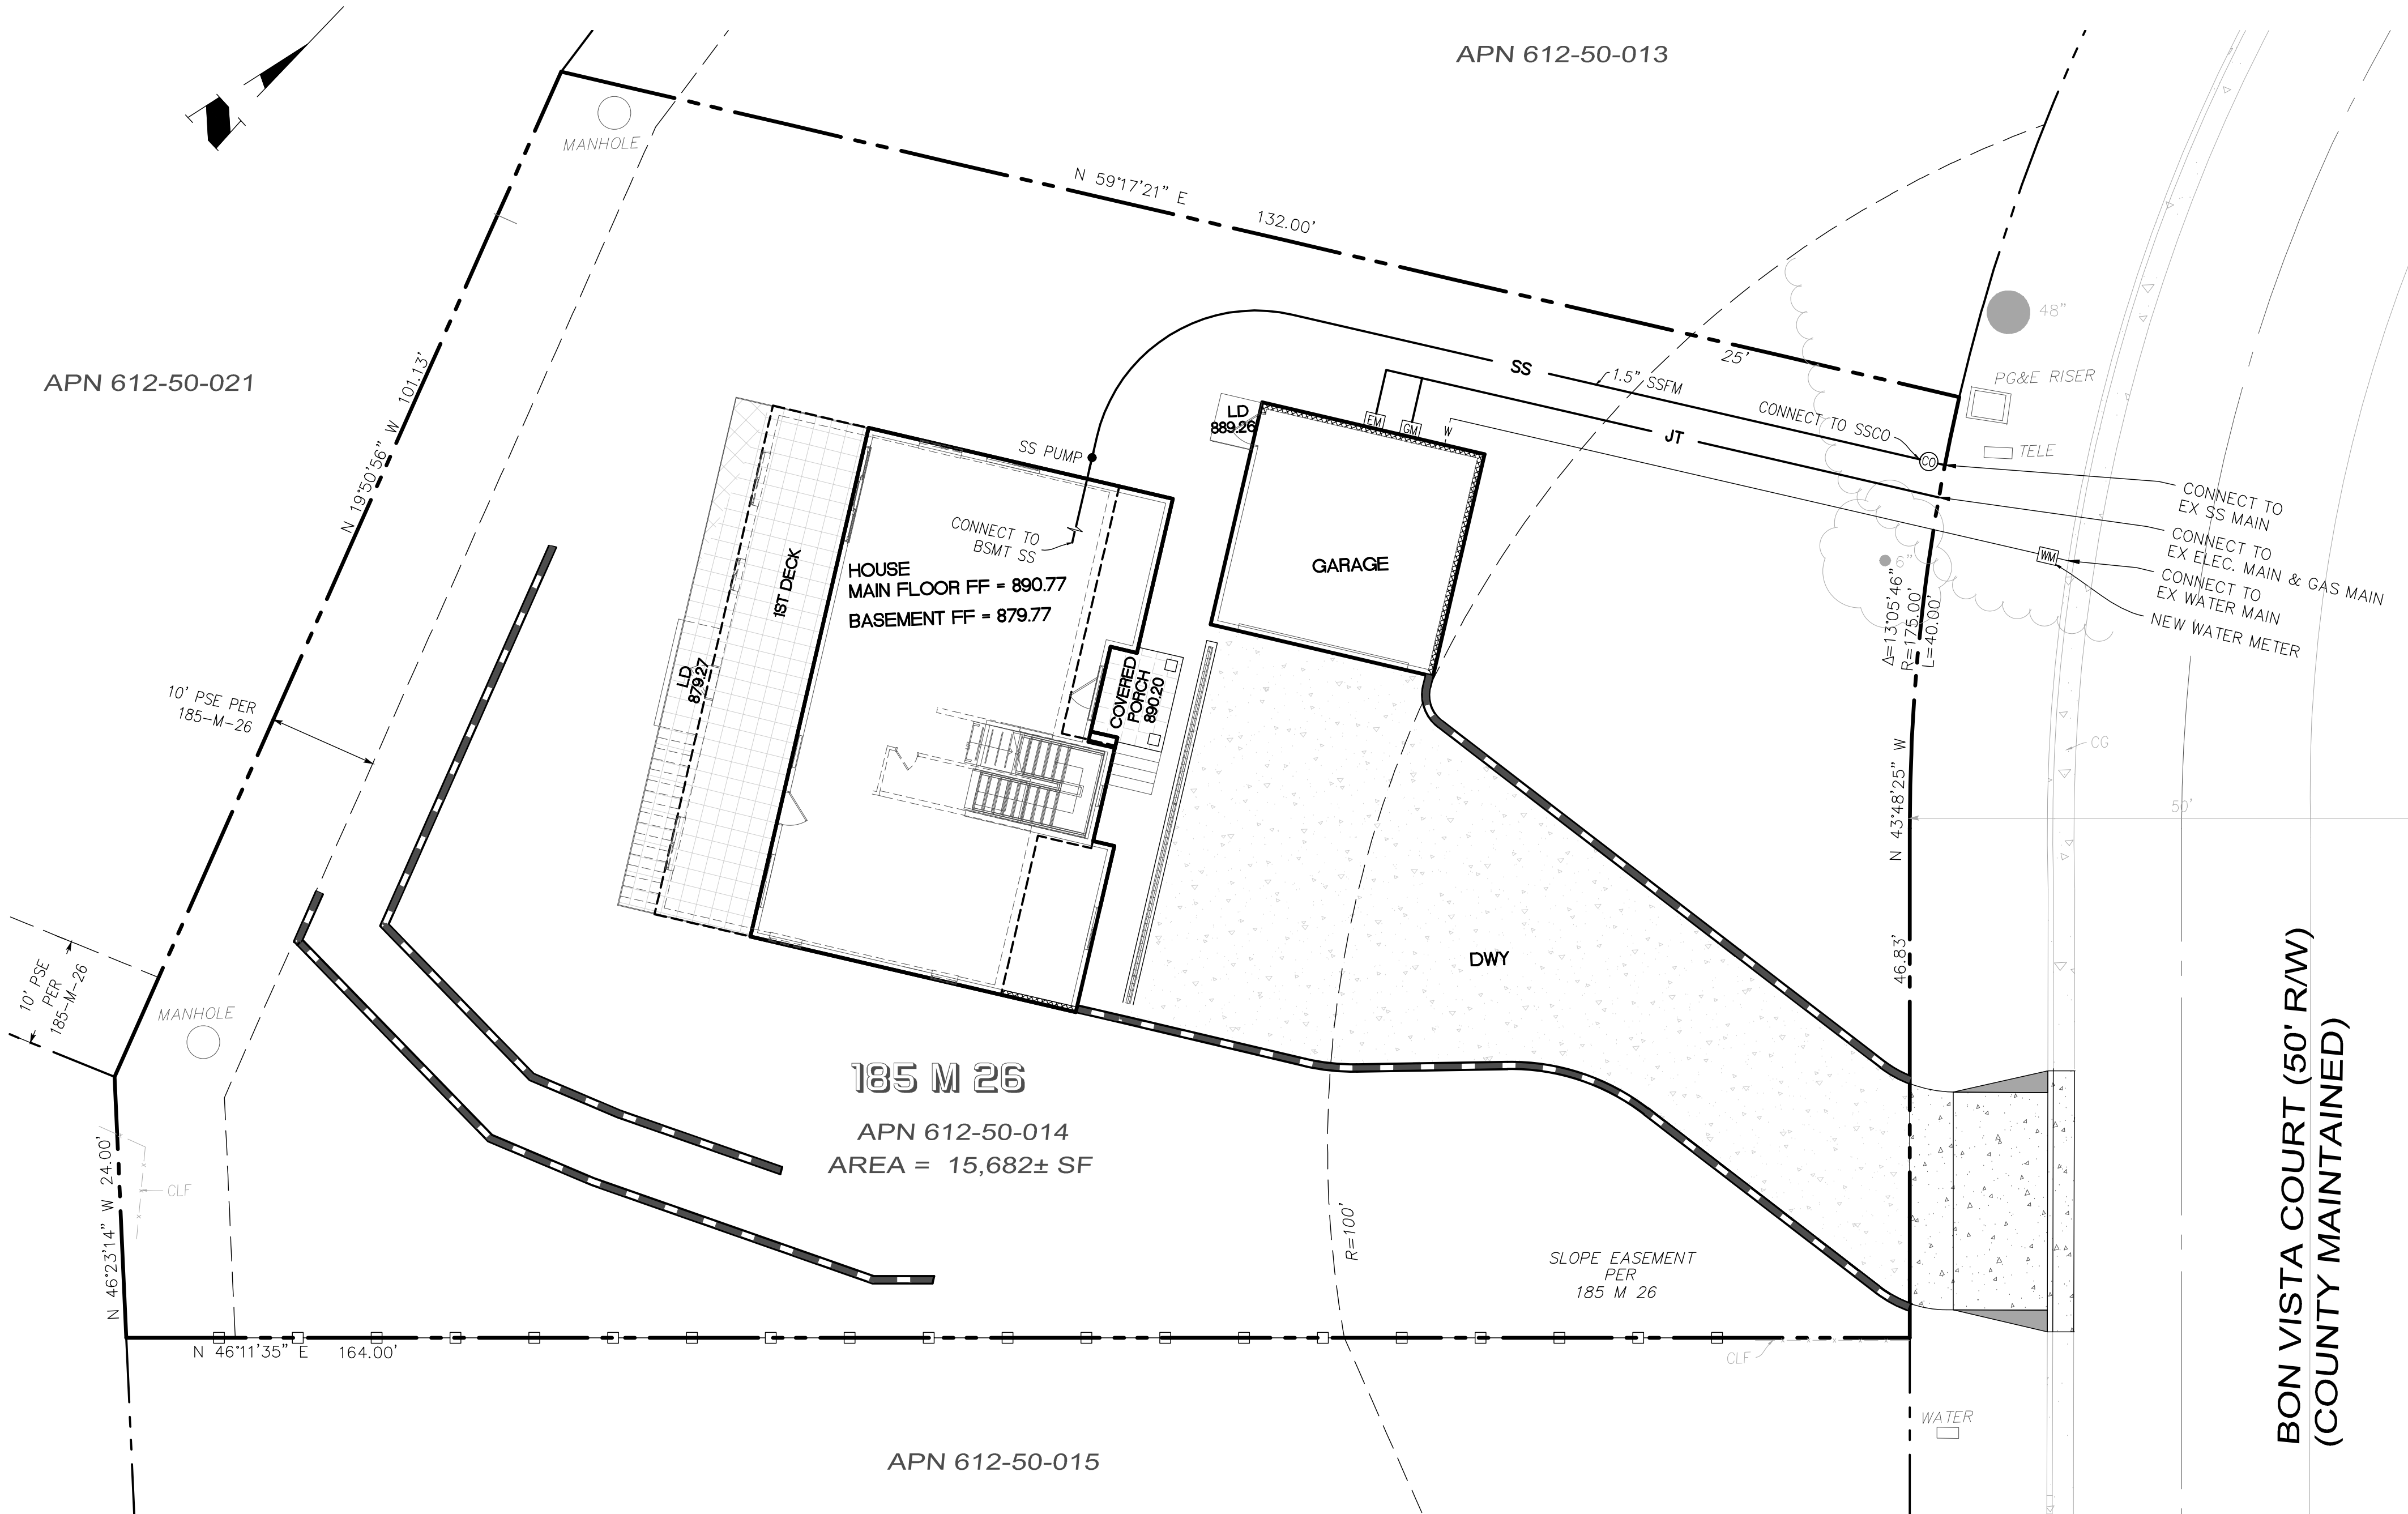 APN 612-50-013
N
MANHOLE
N 59°17'21" E
132.00'
48"
25'
PG&E RISER
APN 612-50-021
N 19°50'56" W 101.13'
SS
1.5" SSFM
CONNECT TO SSCO
CO
TELE
LD
889.26
EM
GM
W
JT
SS PUMP
CONNECT TO
EX SS MAIN
CONNECT TO
EX ELEC. MAIN & GAS MAIN
WM
CONNECT TO
EX WATER MAIN
NEW WATER METER
6"
CONNECT TO
BSMT SS
GARAGE
1ST DECK
HOUSE
MAIN FLOOR FF = 890.77
BASEMENT FF = 879.77
Δ=13°05'46"
R=175.00'
L=40.00'
LD
879.27
COVERED
PORCH
890.20
10' PSE PER
185-M-26
CG
50'
N 43°48'25" W
46.83'
DWY
10' PSE
PER
185-M-26
MANHOLE
185 M 26
APN 612-50-014
AREA = 15,682± SF
CLF
N 46°23'14" W 24.00'
R=100'
SLOPE EASEMENT
PER
185 M 26
BON VISTA COURT (50' R/W)
(COUNTY MAINTAINED)
N 46°11'35" E 164.00'
CLF
WATER
APN 612-50-015